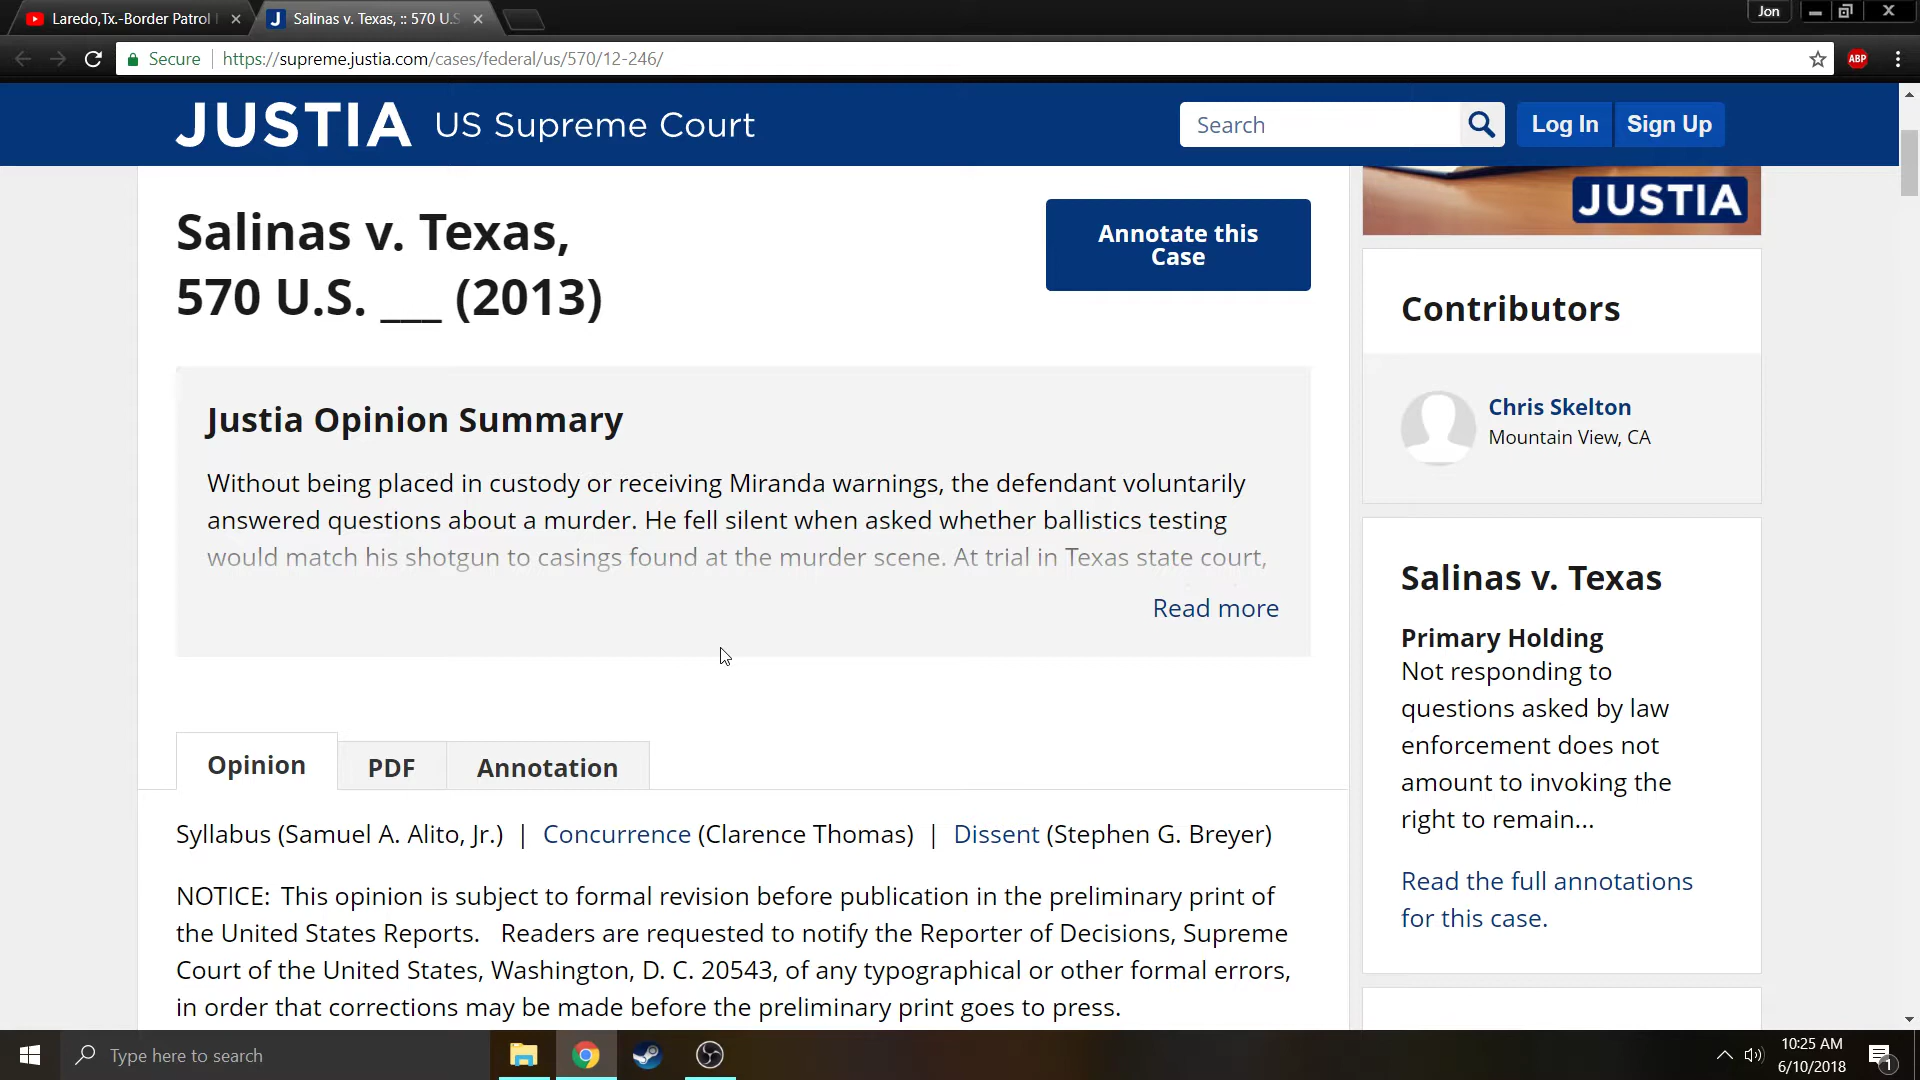 Laredo,Tx.-Border Patrol
Salinas v. Texas, :: 570 U.S.
Jon
Secure
https://supreme.justia.com/cases/federal/us/570/12-246/
ABP
JUSTIA US Supreme Court
Search
Log In
Sign Up
JUSTIA
Salinas v. Texas,
570 U.S. ___ (2013)
Annotate this
Case
Justia Opinion Summary
Without being placed in custody or receiving Miranda warnings, the defendant voluntarily
answered questions about a murder. He fell silent when asked whether ballistics testing
would match his shotgun to casings found at the murder scene. At trial in Texas state court,
Read more
Opinion
PDF
Annotation
Syllabus (Samuel A. Alito, Jr.) | Concurrence (Clarence Thomas) | Dissent (Stephen G. Breyer)
NOTICE: This opinion is subject to formal revision before publication in the preliminary print of
the United States Reports. Readers are requested to notify the Reporter of Decisions, Supreme
Court of the United States, Washington, D. C. 20543, of any typographical or other formal errors,
in order that corrections may be made before the preliminary print goes to press.
Contributors
Chris Skelton
Mountain View, CA
Salinas v. Texas
Primary Holding
Not responding to
questions asked by law
enforcement does not
amount to invoking the
right to remain...
Read the full annotations
for this case.
Type here to search
10:25 AM
6/10/2018
1